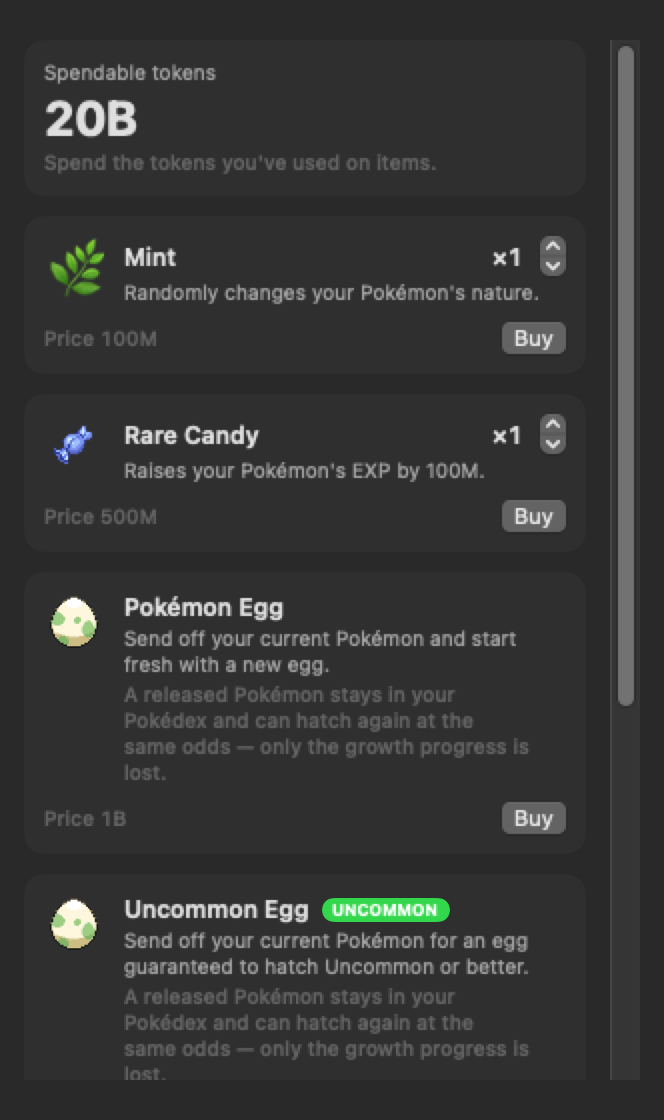 Spendable tokens
20B
Spend the tokens you've used on items.
Mint ×1
Randomly changes your Pokémon's nature.
Price 100M Buy
Rare Candy ×1
Raises your Pokémon's EXP by 100M.
Price 500M Buy
Pokémon Egg
Send off your current Pokémon and start
fresh with a new egg.
A released Pokémon stays in your
Pokédex and can hatch again at the
same odds — only the growth progress is
lost.
Price 1B Buy
Uncommon Egg UNCOMMON
Send off your current Pokémon for an egg
guaranteed to hatch Uncommon or better.
A released Pokémon stays in your
Pokédex and can hatch again at the
same odds — only the growth progress is
lost.